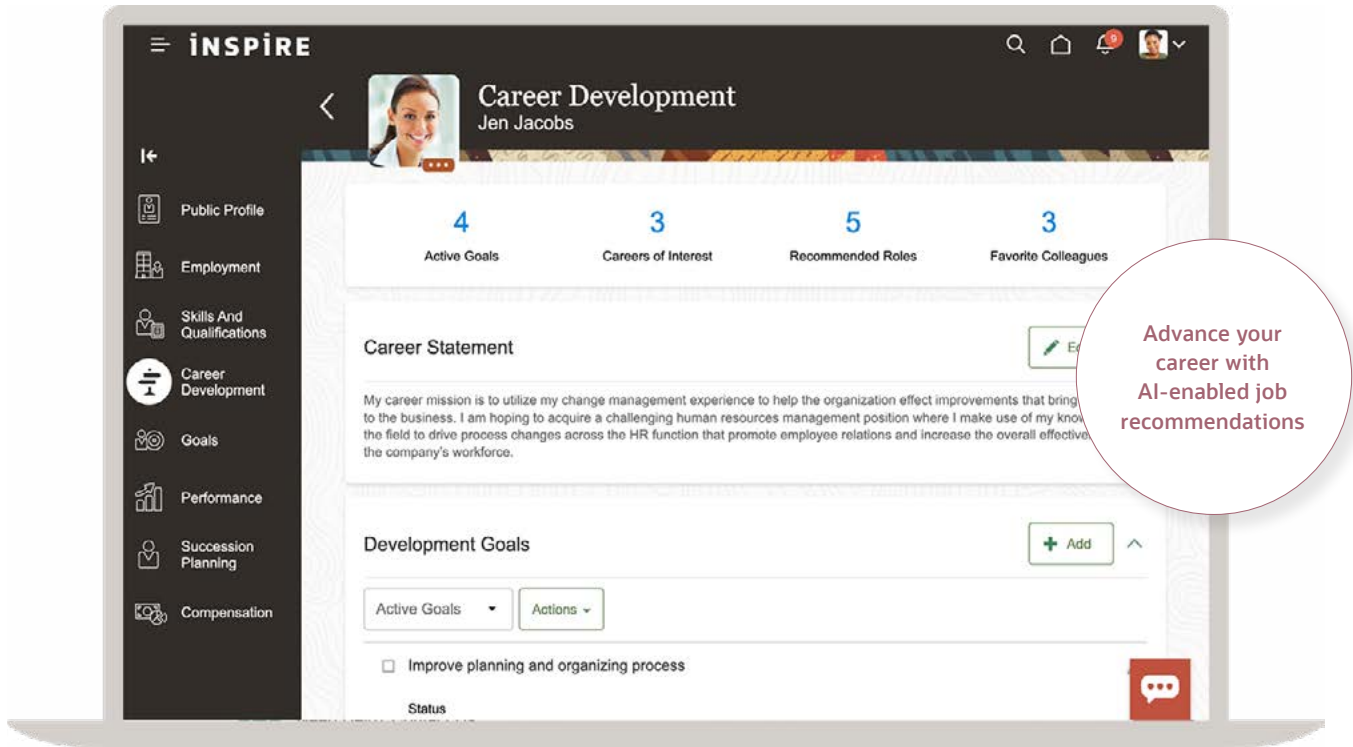 iNSPiRE
9
Career Development
Jen Jacobs
Public Profile
Employment
Skills And
Qualifications
Career
Development
Goals
Performance
Succession
Planning
Compensation
4
3
5
3
Active Goals
Careers of Interest
Recommended Roles
Favorite Colleagues
Career Statement
My career mission is to utilize my change management experience to help the organization effect improvements that bring
to the business. I am hoping to acquire a challenging human resources management position where I make use of my
the field to drive process changes across the HR function that promote employee relations and increase the overall
the company's workforce.
Advance your
career with
AI-enabled job
recommendations
Development Goals
Add
Active Goals
Actions
Improve planning and organizing process
Status